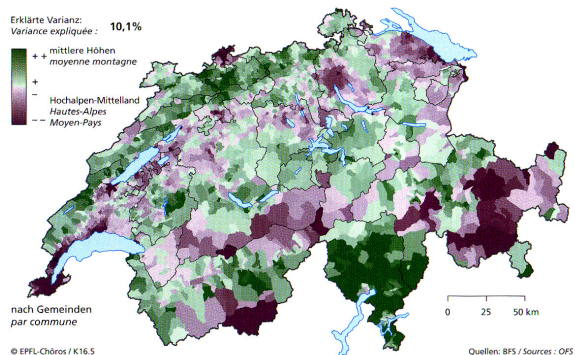 Erklärte Varianz:
Variance expliquée : 10,1%
++ mittlere Höhen
moyenne montagne
+
–
Hochalpen-Mittelland
Hautes-Alpes
– – Moyen-Pays
nach Gemeinden
par commune
0 25 50 km
© EPFL-Chôros / K16.5 Quellen: BFS / Sources : OFS